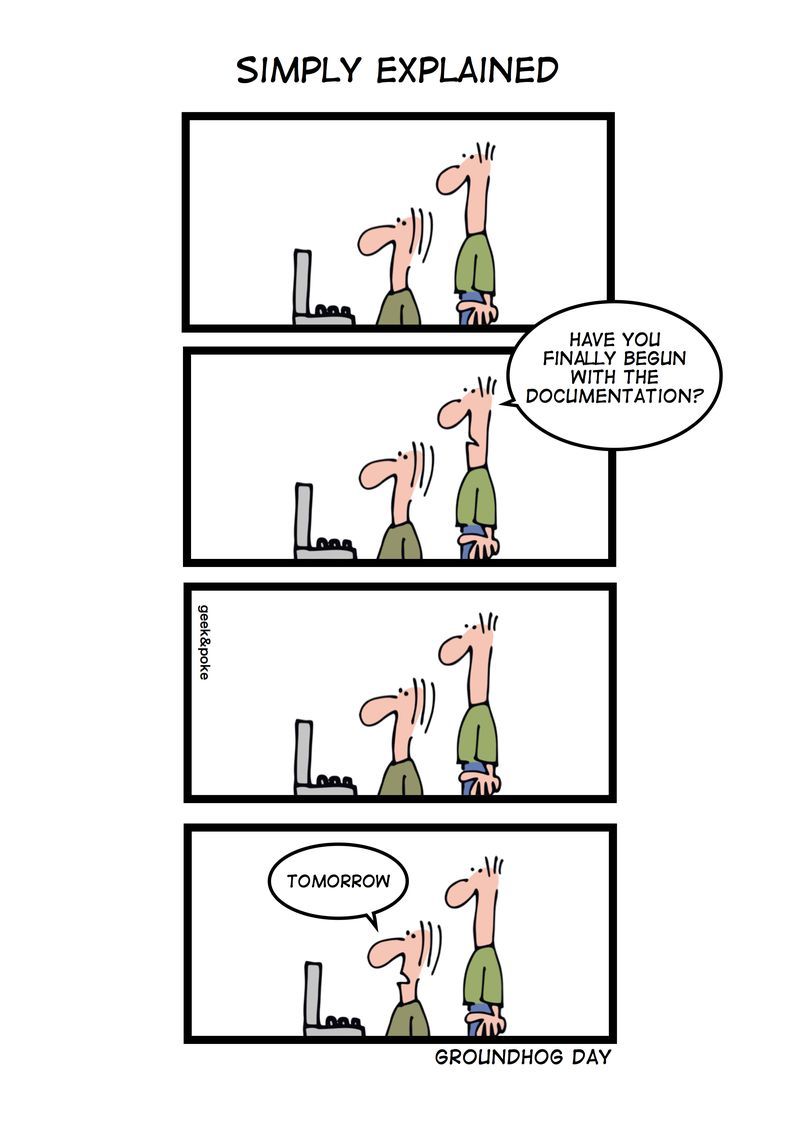 SIMPLY EXPLAINED
HAVE YOU
FINALLY BEGUN
WITH THE
DOCUMENTATION?
geek&poke
TOMORROW
GROUNDHOG DAY